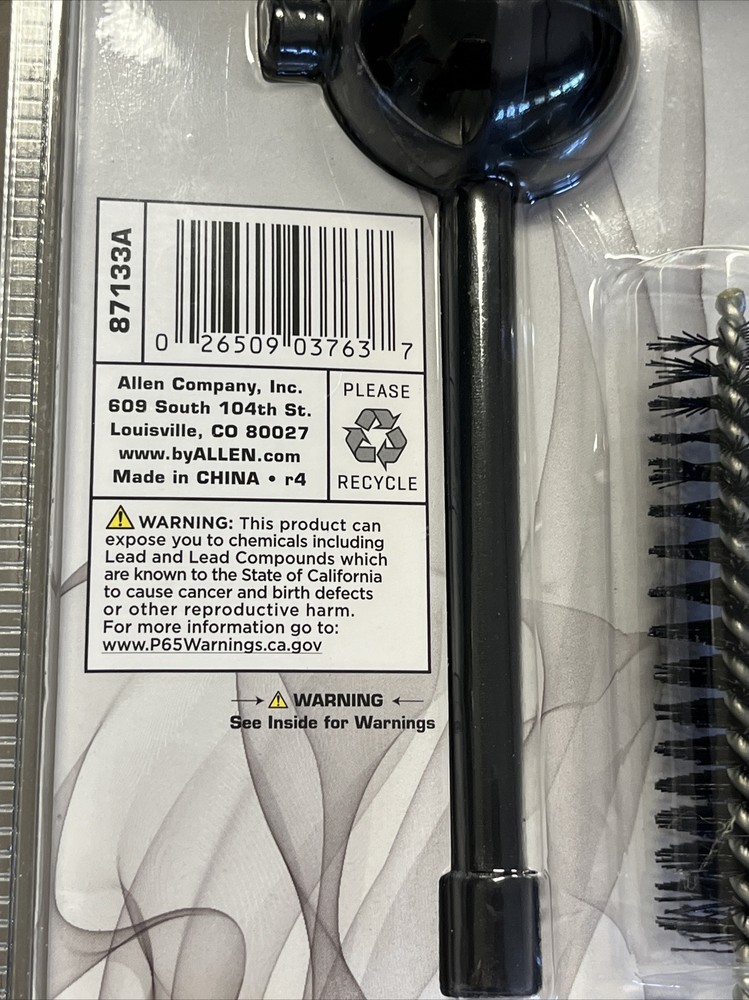 87133A
0 26509 03763 7
Allen Company, Inc.
609 South 104th St.
Louisville, CO 80027
www.byALLEN.com
Made in CHINA • r4
PLEASE
RECYCLE
WARNING: This product can
expose you to chemicals including
Lead and Lead Compounds which
are known to the State of California
to cause cancer and birth defects
or other reproductive harm.
For more information go to:
www.P65Warnings.ca.gov
→ WARNING ←
See Inside for Warnings